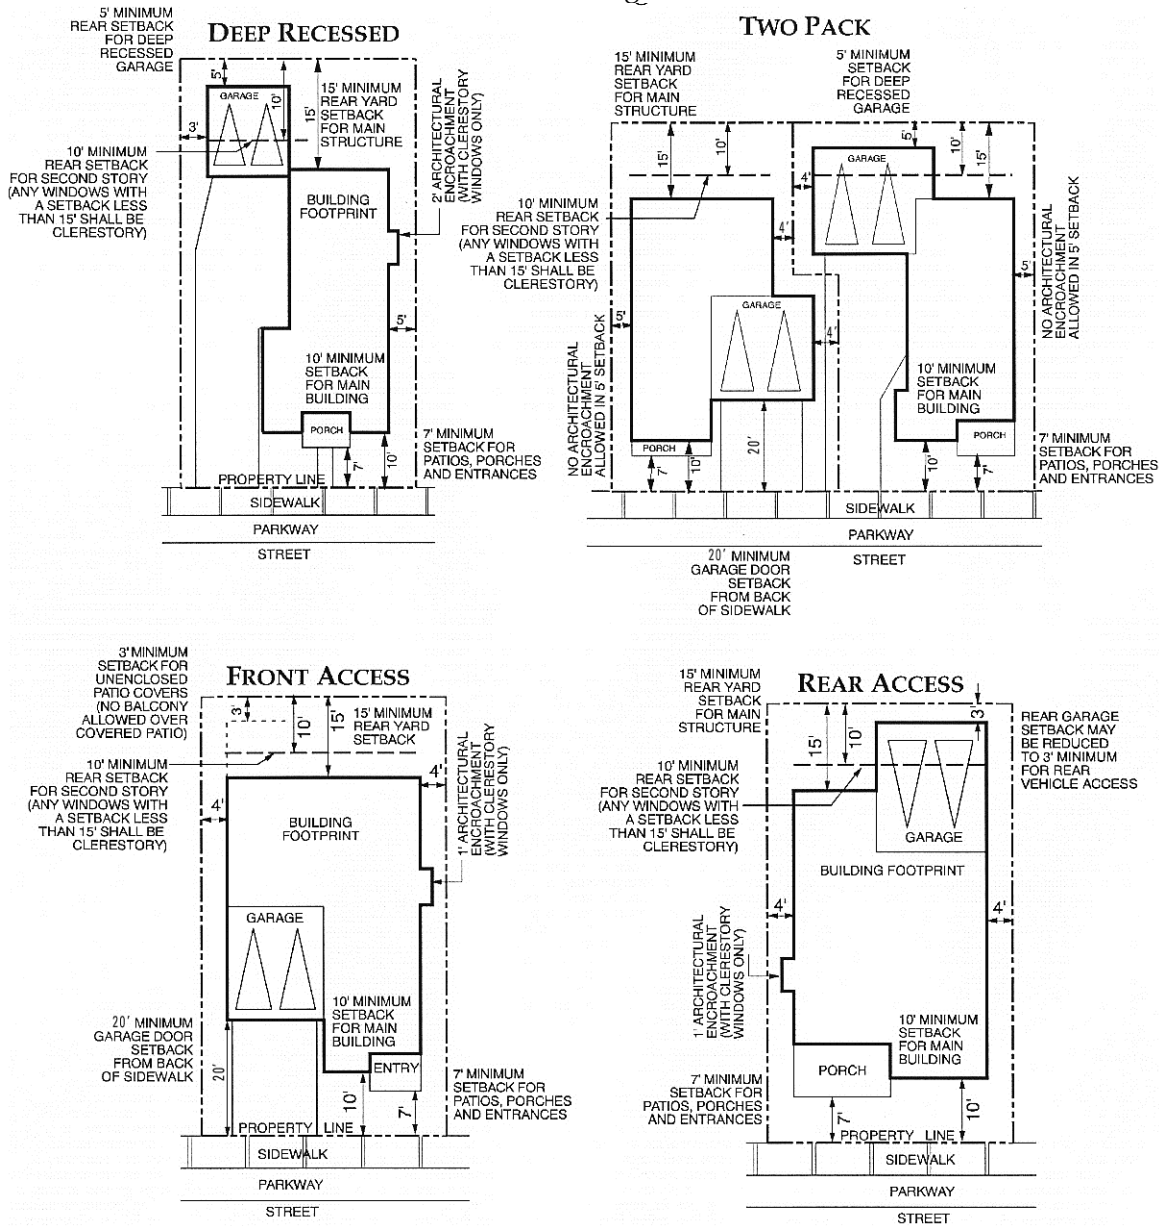 DEEP RECESSED
5' MINIMUM
REAR SETBACK
FOR DEEP
RECESSED
GARAGE
5'
GARAGE
10'
15'
15' MINIMUM
REAR YARD
SETBACK
FOR MAIN
STRUCTURE
2' ARCHITECTURAL
ENCROACHMENT
(WITH CLERESTORY
WINDOWS ONLY)
3'
10' MINIMUM
REAR SETBACK
FOR SECOND STORY
(ANY WINDOWS WITH
A SETBACK LESS
THAN 15' SHALL BE
CLERESTORY)
BUILDING
FOOTPRINT
5'
10' MINIMUM
SETBACK
FOR MAIN
BUILDING
PORCH
7'
10'
7' MINIMUM
SETBACK FOR
PATIOS, PORCHES
AND ENTRANCES
PROPERTY LINE
SIDEWALK
PARKWAY
STREET
TWO PACK
15' MINIMUM
REAR YARD
SETBACK
FOR MAIN
STRUCTURE
5' MINIMUM
SETBACK
FOR DEEP
RECESSED
GARAGE
15'
10'
5'
10'
15'
GARAGE
4'
10' MINIMUM
REAR SETBACK
FOR SECOND STORY
(ANY WINDOWS WITH
A SETBACK LESS
THAN 15' SHALL BE
CLERESTORY)
4'
5'
NO ARCHITECTURAL
ENCROACHMENT
ALLOWED IN 5' SETBACK
GARAGE
5'
4'
NO ARCHITECTURAL
ENCROACHMENT
ALLOWED IN 5' SETBACK
10' MINIMUM
SETBACK
FOR MAIN
BUILDING
PORCH
PORCH
7'
10'
20'
10'
7'
7' MINIMUM
SETBACK FOR
PATIOS, PORCHES
AND ENTRANCES
SIDEWALK
PARKWAY
STREET
20' MINIMUM
GARAGE DOOR
SETBACK
FROM BACK
OF SIDEWALK
FRONT ACCESS
3' MINIMUM
SETBACK FOR
UNENCLOSED
PATIO COVERS
(NO BALCONY
ALLOWED OVER
COVERED PATIO)
3'
10'
15'
15' MINIMUM
REAR YARD
SETBACK
10' MINIMUM
REAR SETBACK
FOR SECOND STORY
(ANY WINDOWS WITH
A SETBACK LESS
THAN 15' SHALL BE
CLERESTORY)
4'
4'
1' ARCHITECTURAL
ENCROACHMENT
(WITH CLERESTORY
WINDOWS ONLY)
BUILDING
FOOTPRINT
GARAGE
10' MINIMUM
SETBACK
FOR MAIN
BUILDING
20' MINIMUM
GARAGE DOOR
SETBACK
FROM BACK
OF SIDEWALK
20'
ENTRY
10'
7'
7' MINIMUM
SETBACK FOR
PATIOS, PORCHES
AND ENTRANCES
PROPERTY LINE
SIDEWALK
PARKWAY
STREET
REAR ACCESS
15' MINIMUM
REAR YARD
SETBACK
FOR MAIN
STRUCTURE
15'
10'
3'
REAR GARAGE
SETBACK MAY
BE REDUCED
TO 3' MINIMUM
FOR REAR
VEHICLE ACCESS
10' MINIMUM
REAR SETBACK
FOR SECOND STORY
(ANY WINDOWS WITH
A SETBACK LESS
THAN 15' SHALL BE
CLERESTORY)
GARAGE
BUILDING FOOTPRINT
4'
4'
1' ARCHITECTURAL
ENCROACHMENT
(WITH CLERESTORY
WINDOWS ONLY)
10' MINIMUM
SETBACK
FOR MAIN
BUILDING
PORCH
7' MINIMUM
SETBACK FOR
PATIOS, PORCHES
AND ENTRANCES
7'
10'
PROPERTY LINE
SIDEWALK
PARKWAY
STREET